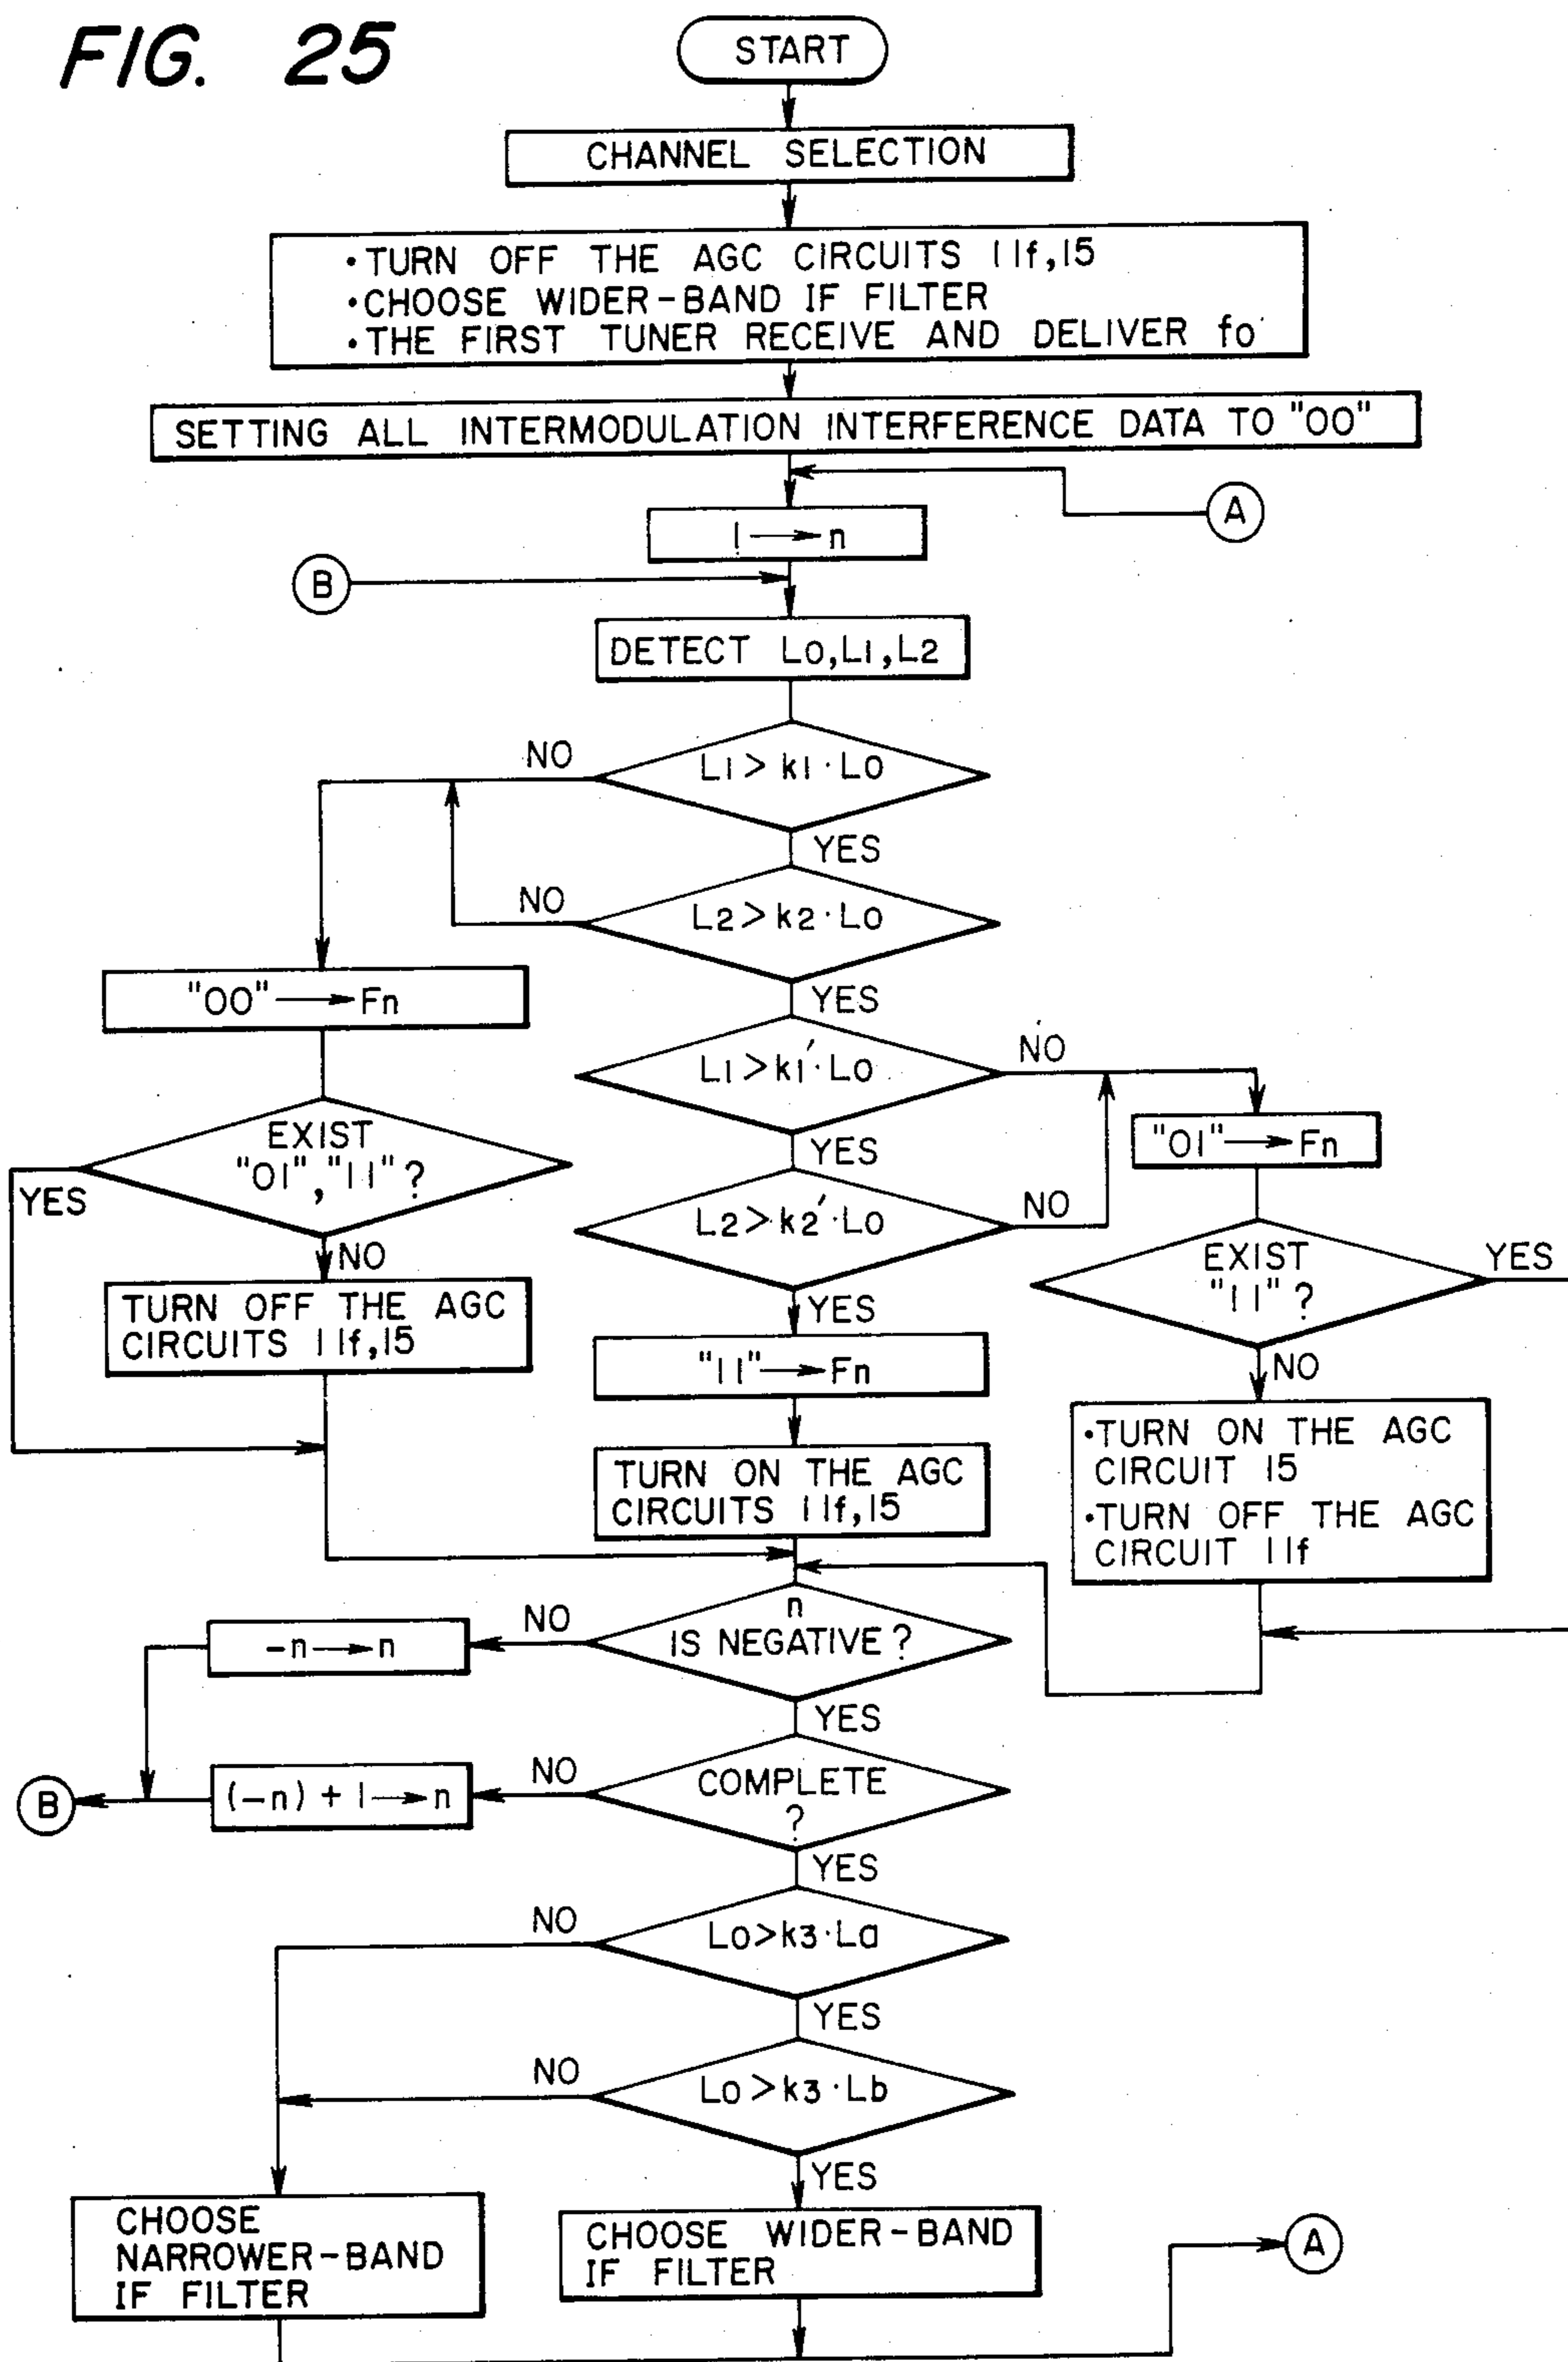 FIG. 25
START
CHANNEL SELECTION
•TURN OFF THE AGC CIRCUITS 11f,15
•CHOOSE WIDER-BAND IF FILTER
•THE FIRST TUNER RECEIVE AND DELIVER fo
SETTING ALL INTERMODULATION INTERFERENCE DATA TO "00"
A
1 → n
B
DETECT Lo,L1,L2
L1 > k1·Lo
NO
YES
L2 > k2·Lo
NO
YES
"00" → Fn
L1 > k1'·Lo
NO
YES
"01" → Fn
EXIST
"01","11"?
YES
NO
L2 > k2'·Lo
NO
YES
EXIST
"11"?
YES
NO
TURN OFF THE AGC
CIRCUITS 11f,15
"11" → Fn
TURN ON THE AGC
CIRCUITS 11f,15
•TURN ON THE AGC
CIRCUIT 15
•TURN OFF THE AGC
CIRCUIT 11f
n
IS NEGATIVE?
NO
-n → n
YES
COMPLETE
?
NO
(-n) + 1 → n
B
YES
Lo > k3·La
NO
YES
Lo > k3·Lb
NO
YES
CHOOSE
NARROWER-BAND
IF FILTER
CHOOSE WIDER-BAND
IF FILTER
A